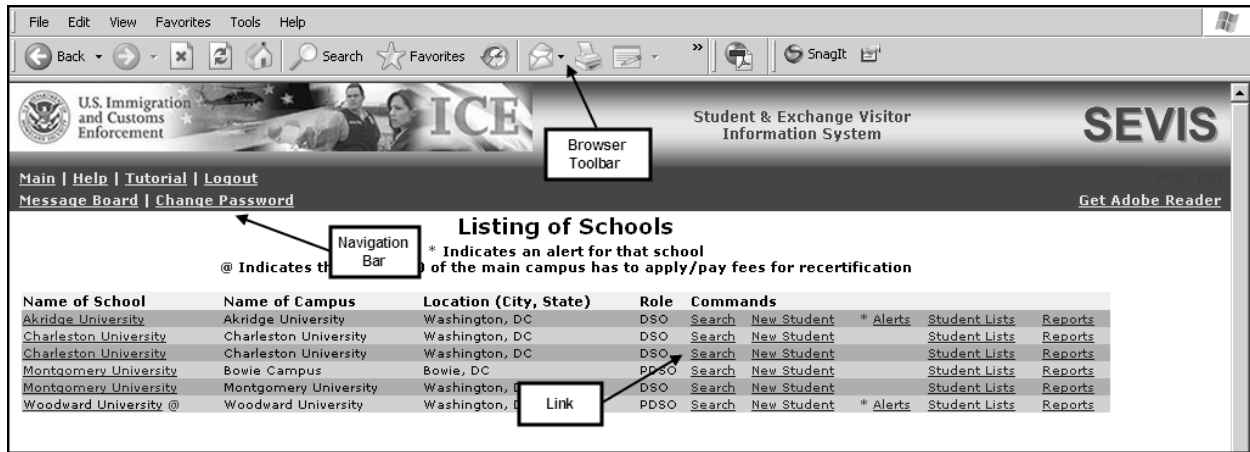 File Edit View Favorites Tools Help
Back Search Favorites » SnagIt
U.S. Immigration
and Customs
Enforcement
ICE
Student & Exchange Visitor
Information System
SEVIS
Browser
Toolbar
Main | Help | Tutorial | Logout
Message Board | Change Password
Get Adobe Reader
Navigation
Bar
Listing of Schools
* Indicates an alert for that school
@ Indicates of the main campus has to apply/pay fees for recertification
Name of School Name of Campus Location (City, State) Role Commands
Akridge University Akridge University Washington, DC DSO Search New Student * Alerts Student Lists Reports
Charleston University Charleston University Washington, DC DSO Search New Student Student Lists Reports
Charleston University Charleston University Washington, DC DSO Search New Student Student Lists Reports
Montgomery University Bowie Campus Bowie, DC PDSO Search New Student Student Lists Reports
Montgomery University Montgomery University Washington, DSO Search New Student Student Lists Reports
Woodward University @ Woodward University Washington, PDSO Search New Student * Alerts Student Lists Reports
Link